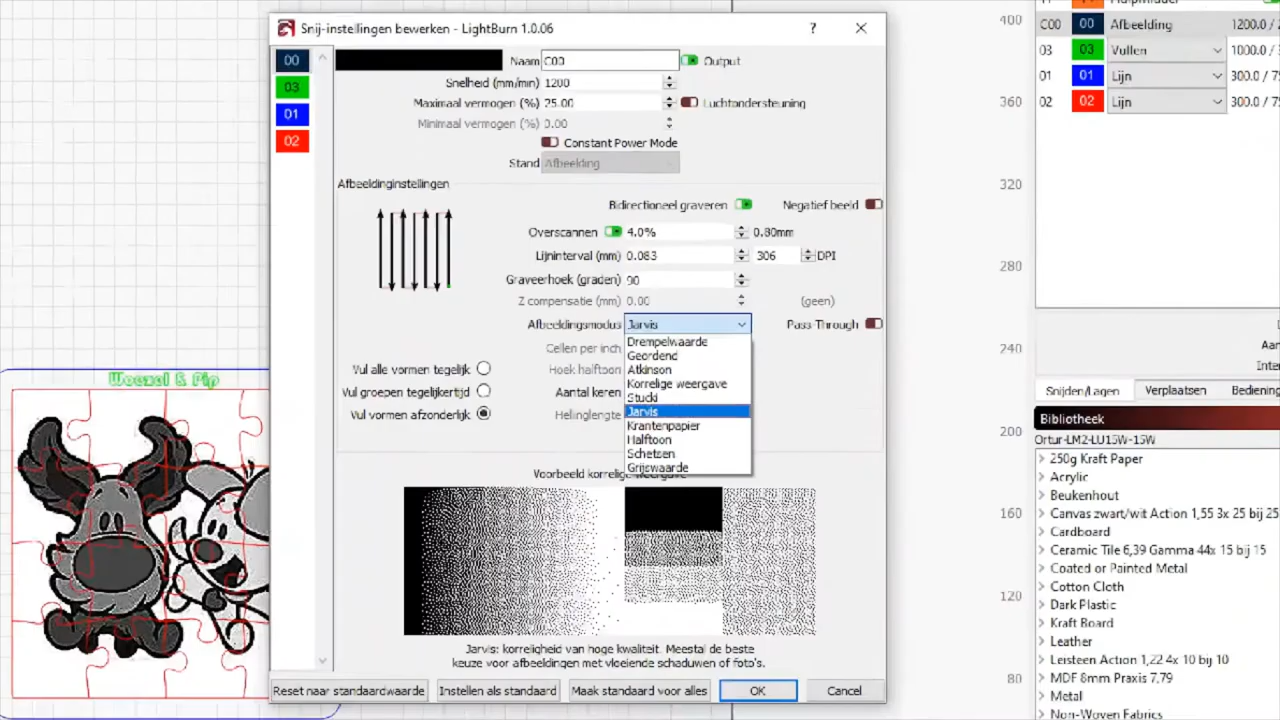 Snij-instellingen bewerken - LightBurn 1.0.06
?
00
03
01
02
Naam C00
Output
Snelheid (mm/min) 1200
Maximaal vermogen (%) 25.00
Luchtondersteuning
Minimaal vermogen (%) 0.00
Constant Power Mode
Stand Afbeelding
Afbeeldinginstellingen
Bidirectioneel graveren
Negatief beeld
Overscannen 4.0% 0.80mm
Lijninterval (mm) 0.083 306 DPI
Graveerhoek (graden) 90
Z compensatie (mm) 0.00 (geen)
Afbeeldingsmodus Jarvis
Pass-Through
Drempelwaarde
Geordend
Atkinson
Korrelige weergave
Stucki
Jarvis
Krantenpapier
Halftoon
Schetsen
Grijswaarde
Cellen per inch
Hoek halftoon
Aantal keren
Helinglengte
Vul alle vormen tegelijk
Vul groepen tegelijkertijd
Vul vormen afzonderlijk
Voorbeeld korrelige weergave
Jarvis: korreligheid van hoge kwaliteit. Meestal de beste
keuze voor afbeeldingen met vloeiende schaduwen of foto's.
Reset naar standaardwaarde
Instellen als standaard
Maak standaard voor alles
OK
Cancel
Woezel & Pip
400
360
320
280
240
200
160
120
80
C00 00 Afbeelding 1200.0 /
03 03 Vullen 1000.0 /
01 01 Lijn 300.0 / 75
02 02 Lijn 300.0 / 75
Aan
Inter
Snijden/Lagen
Verplaatsen
Bediening
Bibliotheek
Ortur-LM2-LU15W-15W
250g Kraft Paper
Acrylic
Beukenhout
Canvas zwart/wit Action 1,55 3x 25 bij 25
Cardboard
Ceramic Tile 6,39 Gamma 44x 15 bij 15
Coated or Painted Metal
Cotton Cloth
Dark Plastic
Kraft Board
Leather
Leisteen Action 1,22 4x 10 bij 10
MDF 8mm Praxis 7,79
Metal
Non-Woven Fabrics